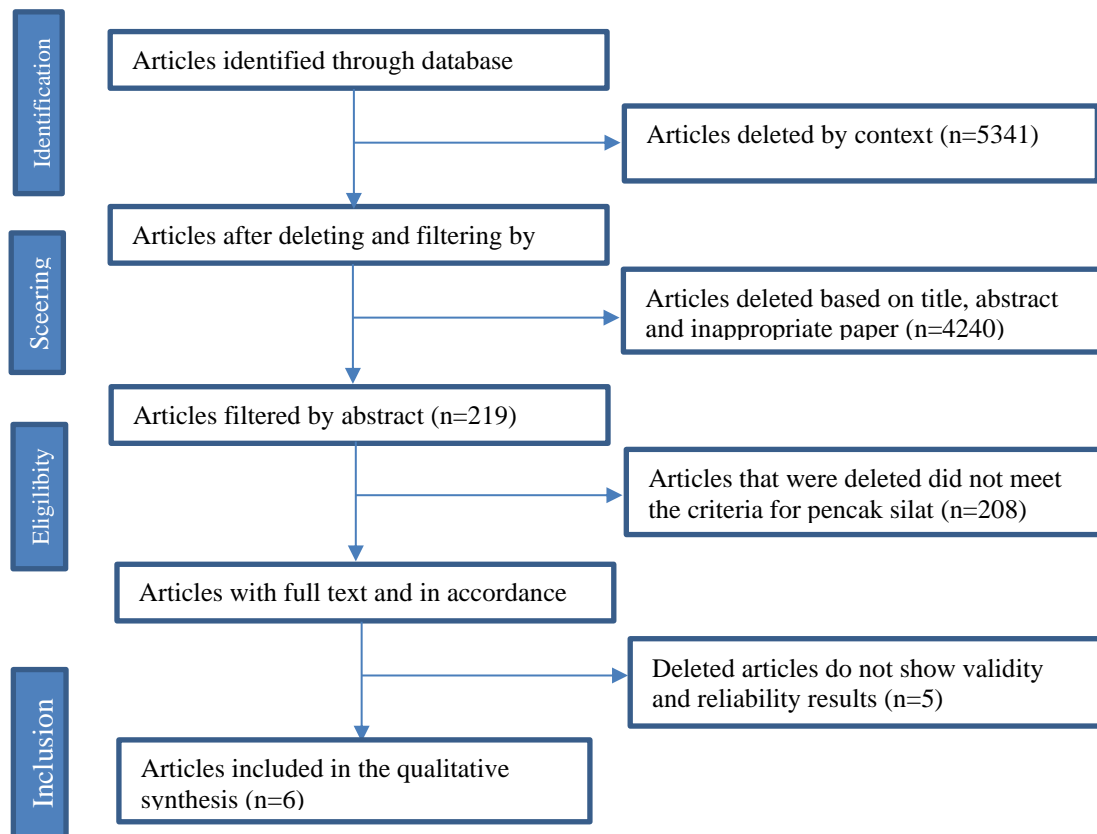 Identification
Articles identified through database
Articles deleted by context (n=5341)
Articles after deleting and filtering by
Sceering
Articles deleted based on title, abstract
and inappropriate paper (n=4240)
Articles filtered by abstract (n=219)
Eligilibity
Articles that were deleted did not meet
the criteria for pencak silat (n=208)
Articles with full text and in accordance
Inclusion
Deleted articles do not show validity
and reliability results (n=5)
Articles included in the qualitative
synthesis (n=6)